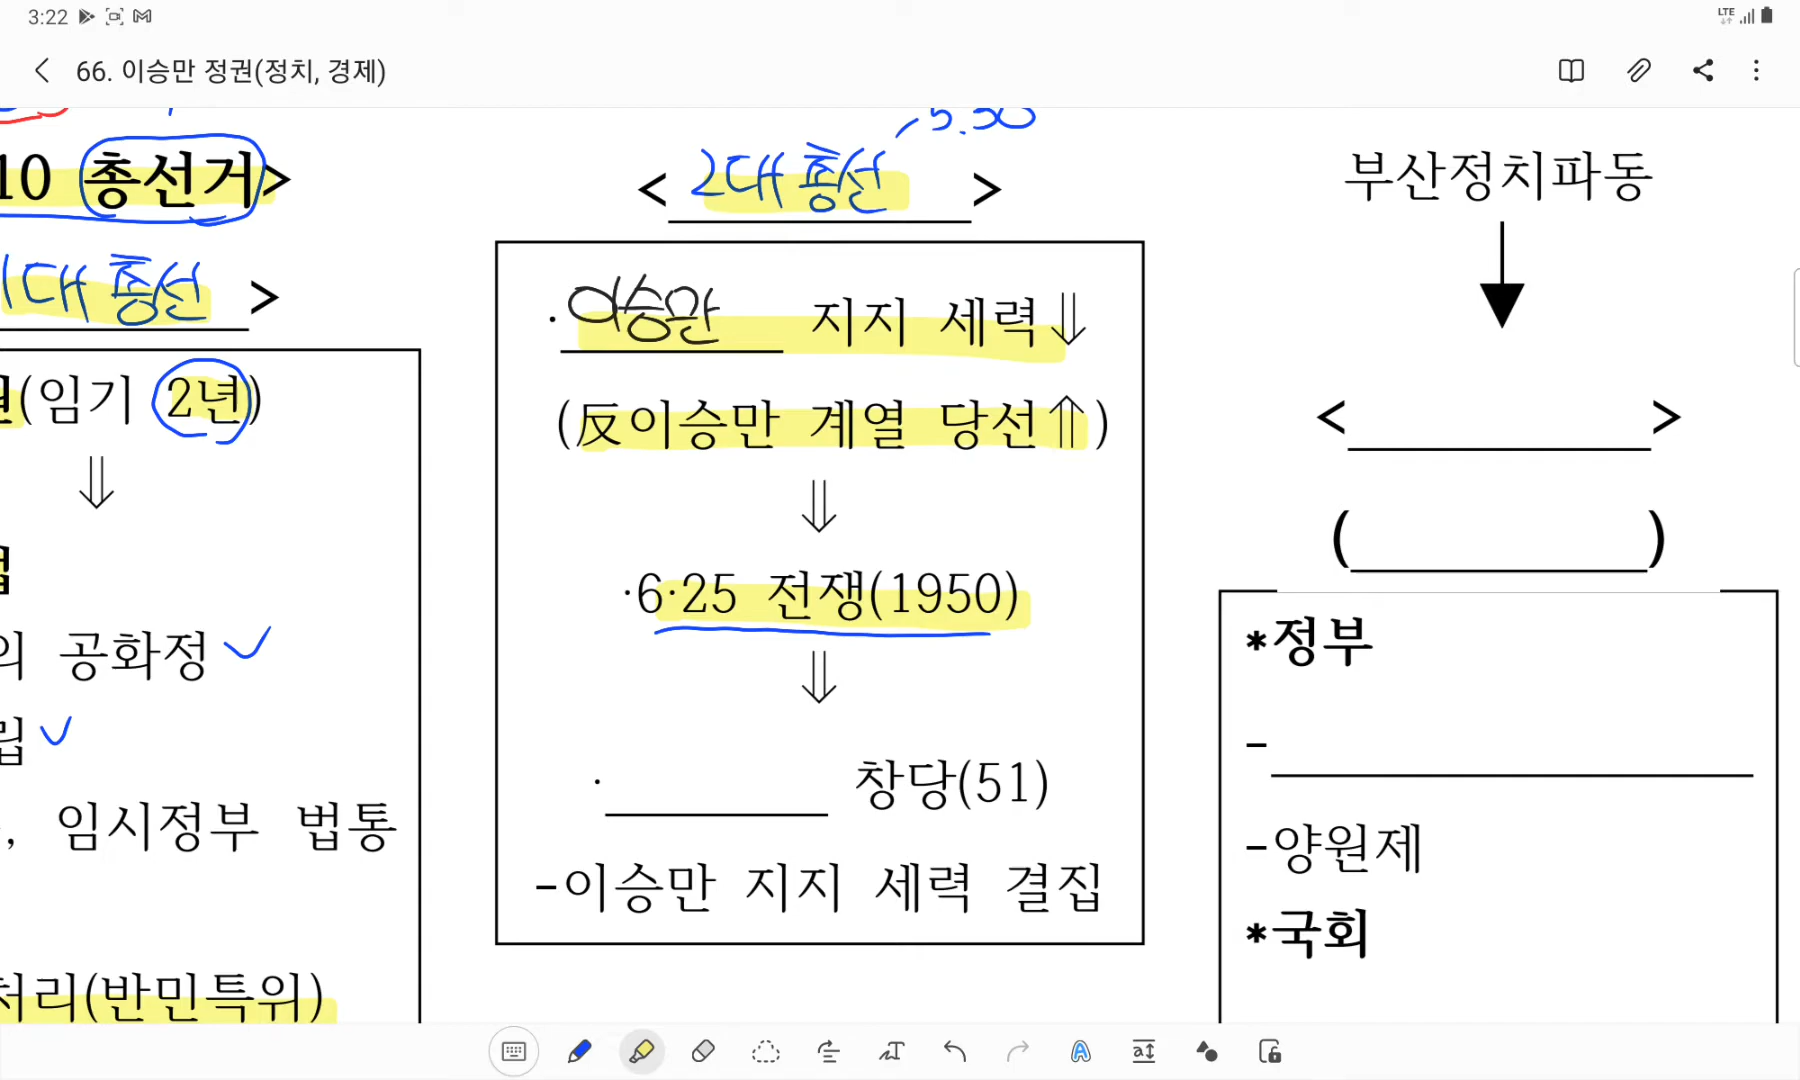 3:22
LTE
66. 이승만 정권(정치, 경제)
10 총선거>
1대 총선 >
(임기 2년)
의 공화정
립
, 임시정부 법통
처리(반민특위)
5.30
<2대 총선>
·이승만 지지 세력⇓
(反이승만 계열 당선⇑)
⇓
·6·25 전쟁(1950)
⇓
· 창당(51)
-이승만 지지 세력 결집
부산정치파동
< >
( )
*정부
-
-양원제
*국회